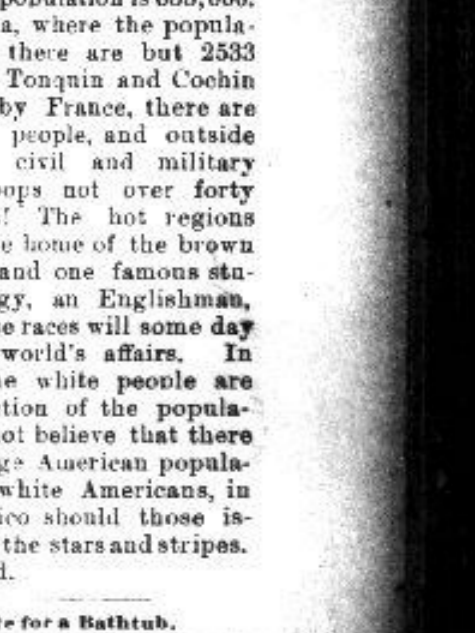 population is
a, where the popula-
there are but 2533
Tonquin and Cochin
by France, there are
people, and outside
civil and military
oops not over forty
! The hot regions
e home of the brown
and one famous stu-
gy, an Englishman,
e races will some day
world's affairs. In
e white people are
tion of the popula-
ot believe that there
ge American popula-
white Americans, in
ico should those is-
the stars and stripes.
d.
e for a Bathtub.